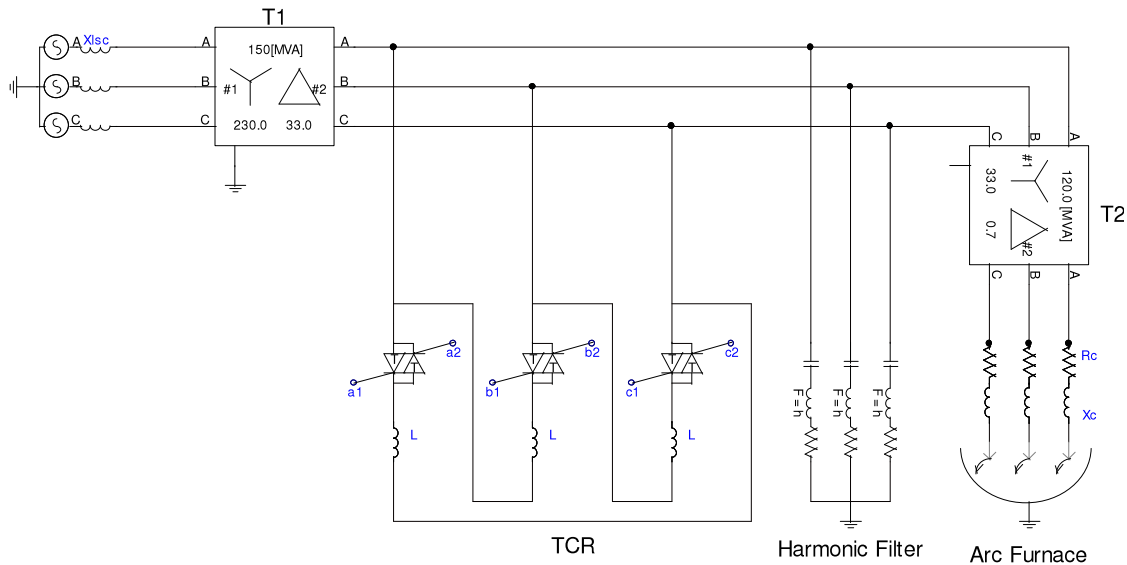 T1
A XIsc A A
150[MVA]
B B #1 #2 B
C C 230.0 33.0 C
C B A
#1
33.0 120.0 [MVA]
T2
0.7 #2
C B A
a2 b2 c2
a1 b1 c1
Rc
F = h F = h F = h
Xc
L L L
TCR
Harmonic Filter
Arc Furnace